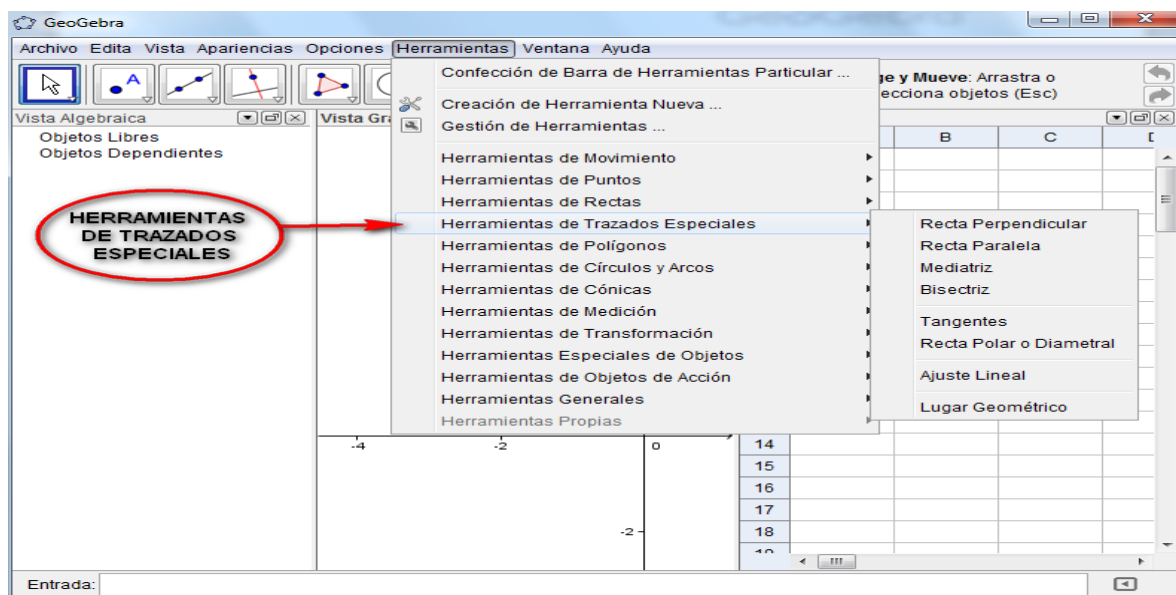 GeoGebra
Archivo Edita Vista Apariencias Opciones Herramientas Ventana Ayuda
A
Confección de Barra de Herramientas Particular ...
Creación de Herramienta Nueva ...
Gestión de Herramientas ...
Herramientas de Movimiento
Herramientas de Puntos
Herramientas de Rectas
Herramientas de Trazados Especiales
Herramientas de Polígonos
Herramientas de Círculos y Arcos
Herramientas de Cónicas
Herramientas de Medición
Herramientas de Transformación
Herramientas Especiales de Objetos
Herramientas de Objetos de Acción
Herramientas Generales
Herramientas Propias
y Mueve: Arrastra o
objetos (Esc)
Vista Algebraica
Objetos Libres
Objetos Dependientes
Vista
HERRAMIENTAS
DE TRAZADOS
ESPECIALES
B C
Recta Perpendicular
Recta Paralela
Mediatriz
Bisectriz
Tangentes
Recta Polar o Diametral
Ajuste Lineal
Lugar Geométrico
-4 -2 0
-2
14
15
16
17
18
Entrada: